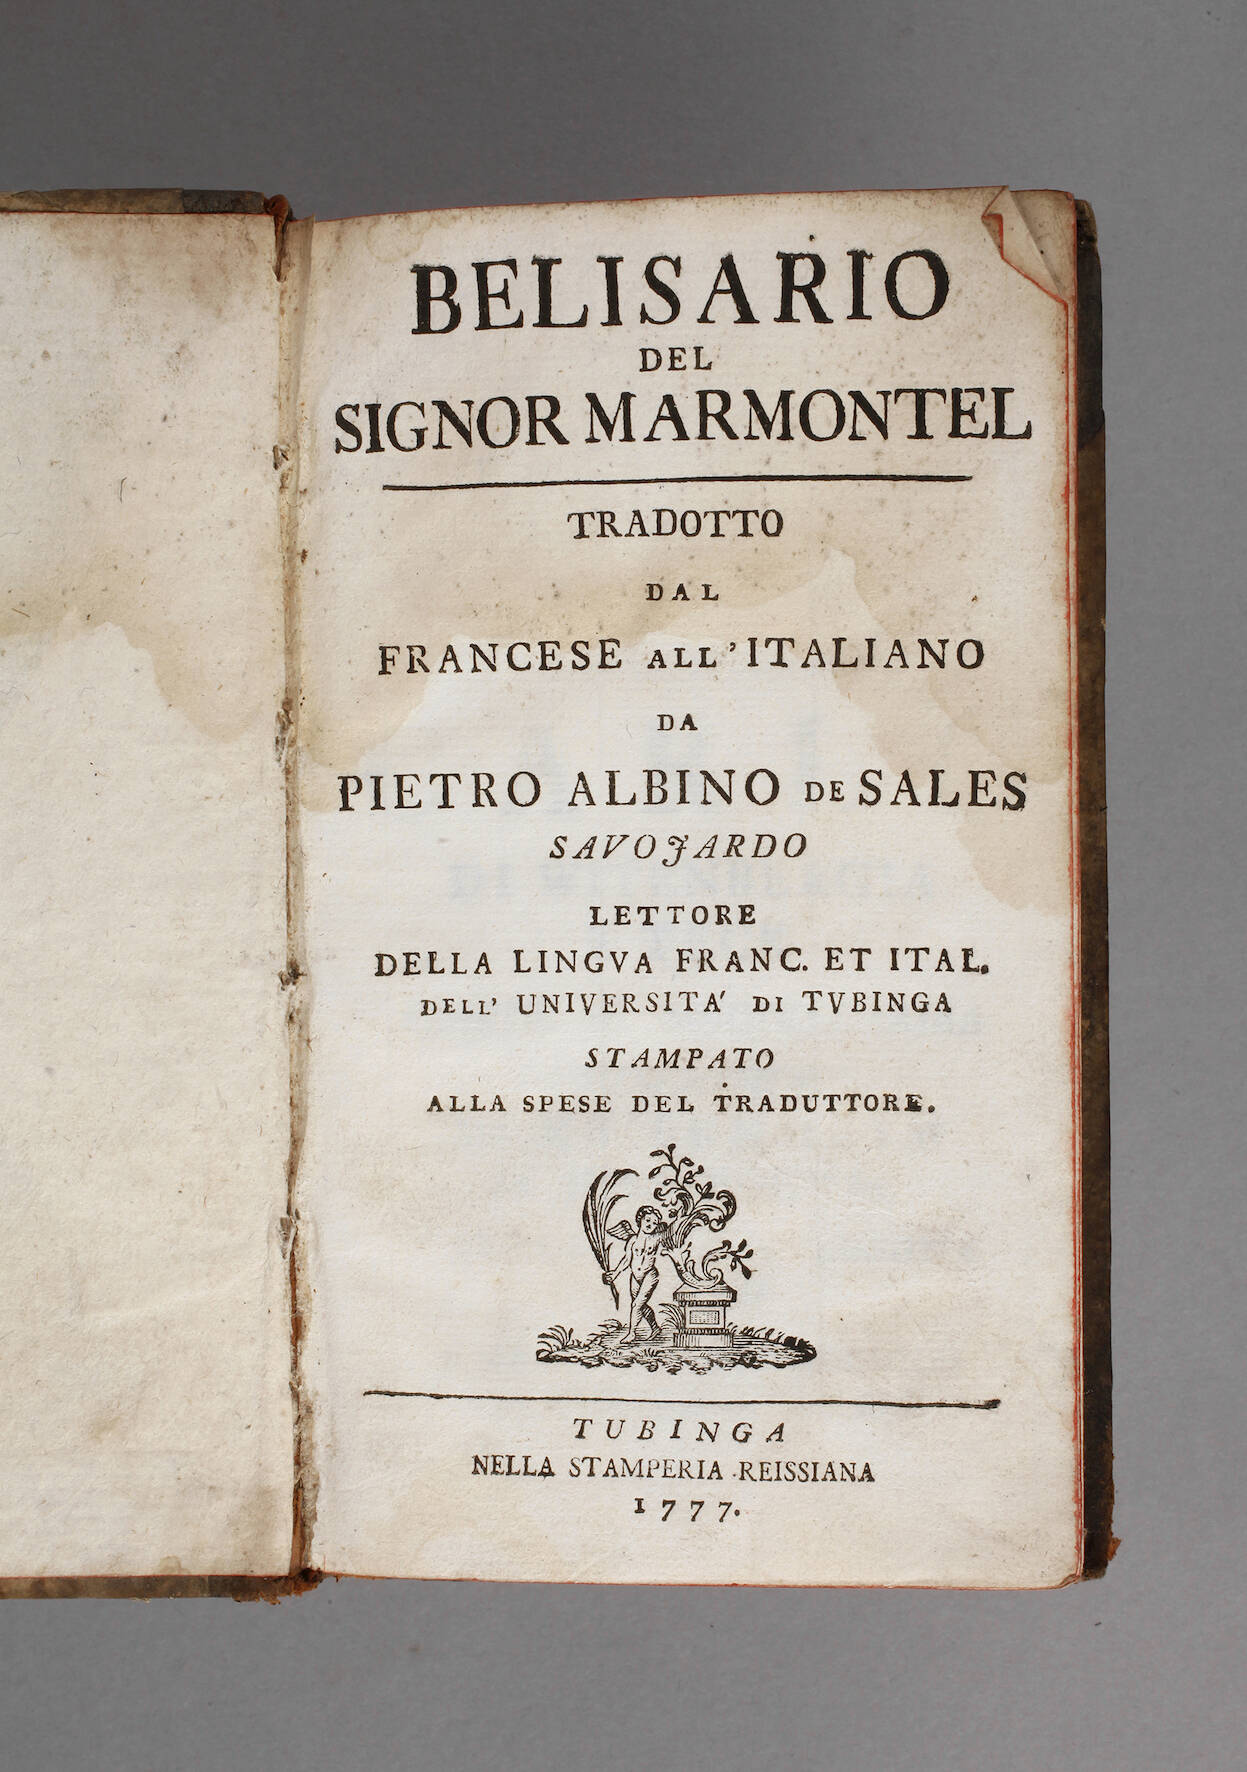 BELISARIO
DEL
SIGNOR MARMONTEL
TRADOTTO
DAL
FRANCESE ALL'ITALIANO
DA
PIETRO ALBINO DE SALES
SAVOJARDO
LETTORE
DELLA LINGVA FRANC. ET ITAL.
DELL' UNIVERSITA' DI TVBINGA
STAMPATO
ALLA SPESE DEL TRADUTTORE.
TUBINGA
NELLA STAMPERIA REISSIANA
1777.